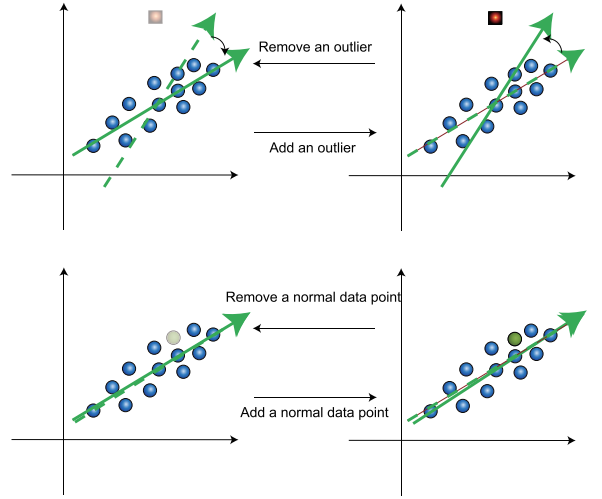 Remove an outlier
Add an outlier
Remove a normal data point
Add a normal data point